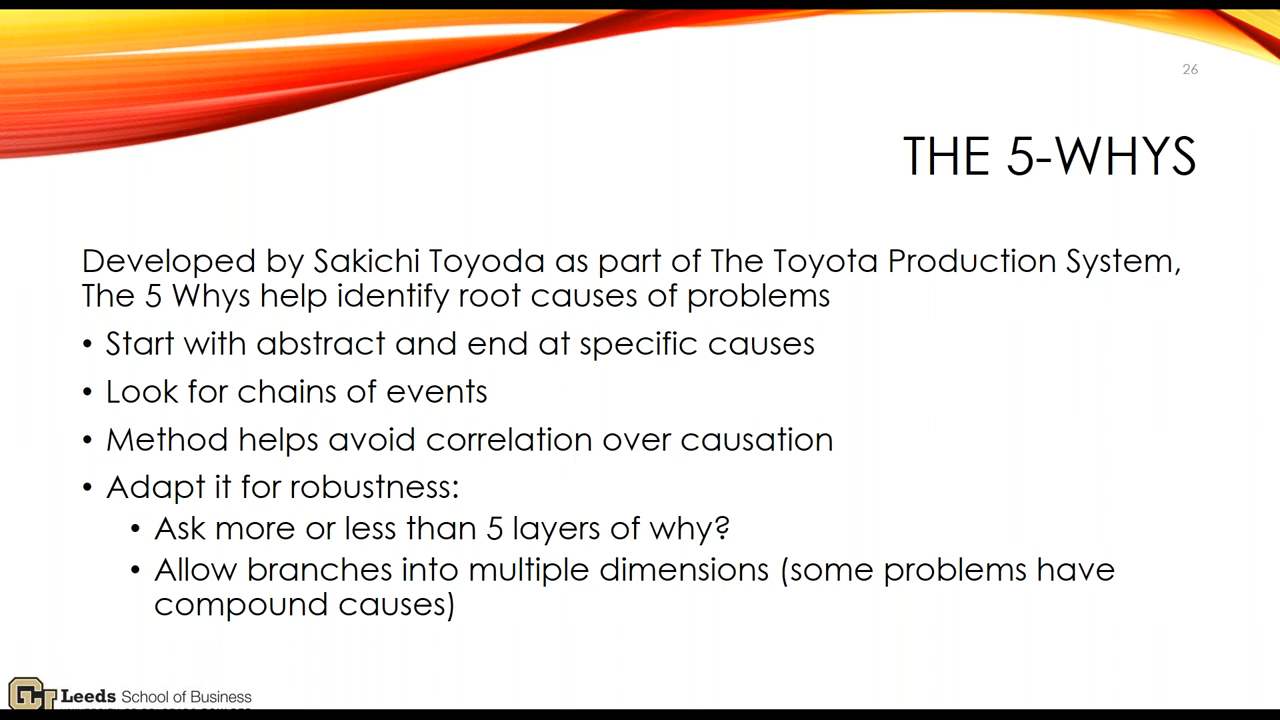 26
THE 5-WHYS
Developed by Sakichi Toyoda as part of The Toyota Production System,
The 5 Whys help identify root causes of problems
• Start with abstract and end at specific causes
• Look for chains of events
• Method helps avoid correlation over causation
• Adapt it for robustness:
• Ask more or less than 5 layers of why?
• Allow branches into multiple dimensions (some problems have
compound causes)
Leeds School of Business